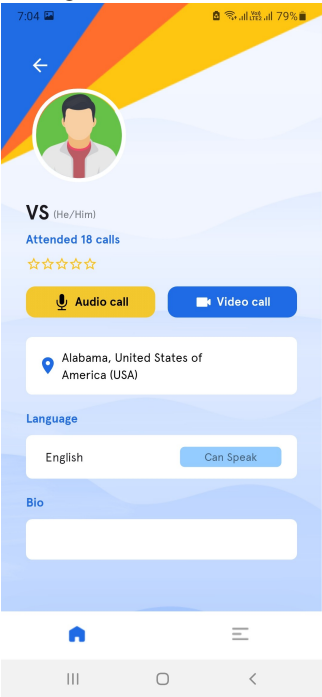 7:04
79%
VS (He/Him)
Attended 18 calls
Audio call
Video call
Alabama, United States of
America (USA)
Language
English
Can Speak
Bio